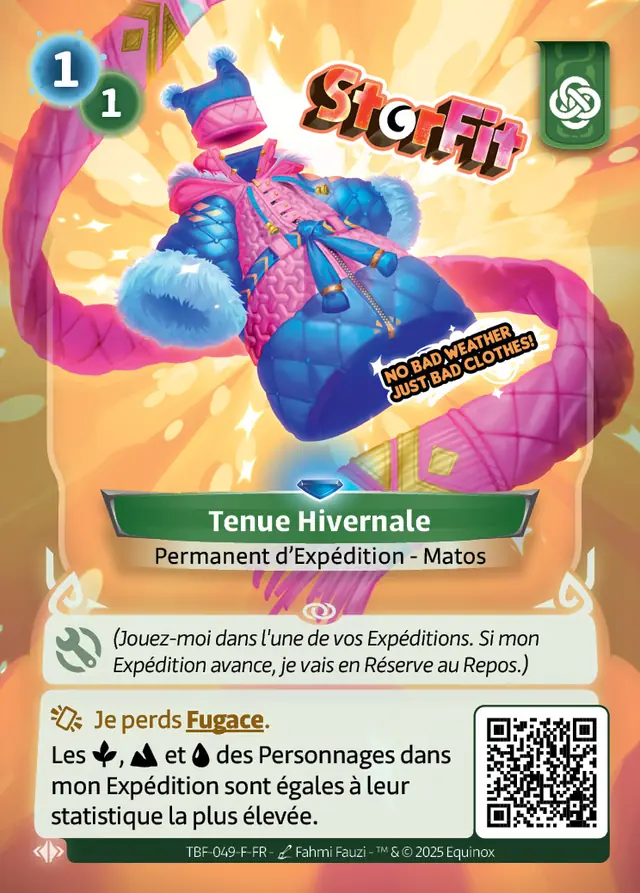 1
1
StarFit
NO BAD WEATHER
JUST BAD CLOTHES!
Tenue Hivernale
Permanent d'Expédition - Matos
(Jouez-moi dans l'une de vos Expéditions. Si mon
Expédition avance, je vais en Réserve au Repos.)
Je perds Fugace.
Les , et des Personnages dans
mon Expédition sont égales à leur
statistique la plus élevée.
TBF-049-F-FR - Fahmi Fauzi - ™ & © 2025 Equinox